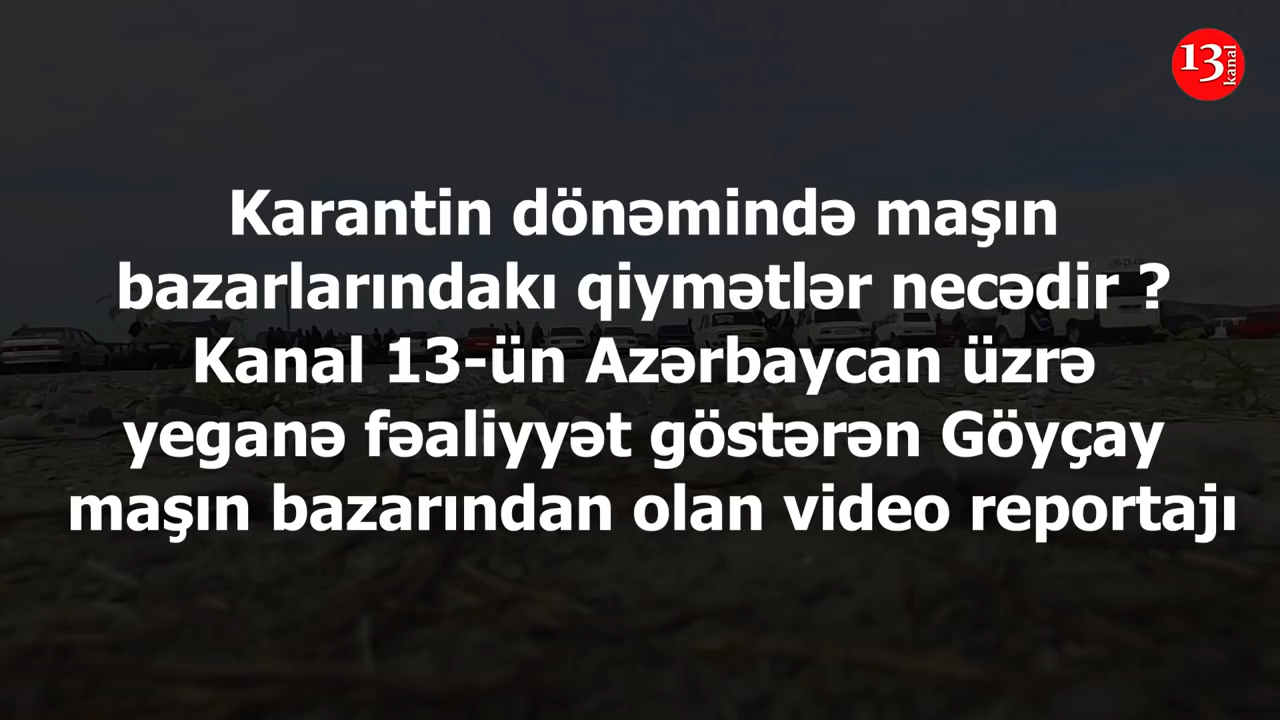 13
kanal
Karantin dönəmində maşın
bazarlarındakı qiymətlər necədir ?
Kanal 13-ün Azərbaycan üzrə
yeganə fəaliyyət göstərən Göyçay
maşın bazarından olan video reportajı